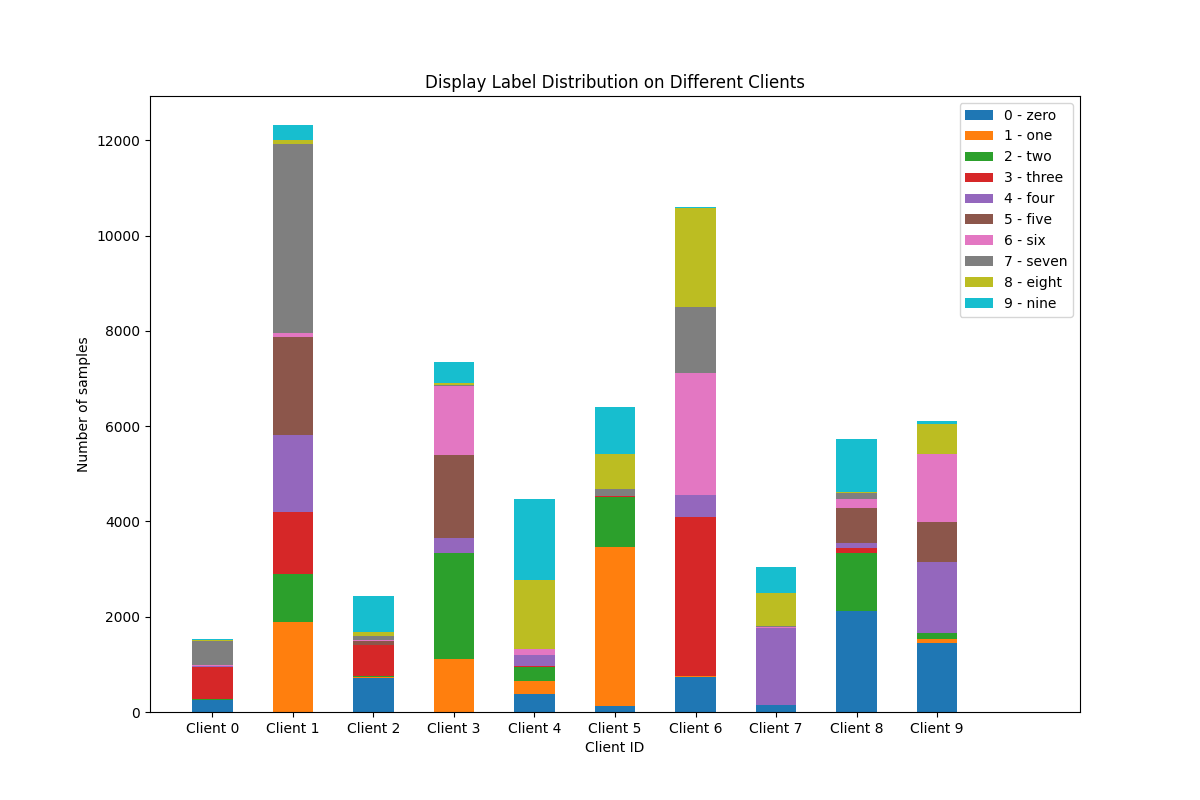 Display Label Distribution on Different Clients
0 - zero
1 - one
2 - two
3 - three
4 - four
5 - five
6 - six
7 - seven
8 - eight
9 - nine
Number of samples
12000
10000
8000
6000
4000
2000
0
Client 0 Client 1 Client 2 Client 3 Client 4 Client 5 Client 6 Client 7 Client 8 Client 9
Client ID